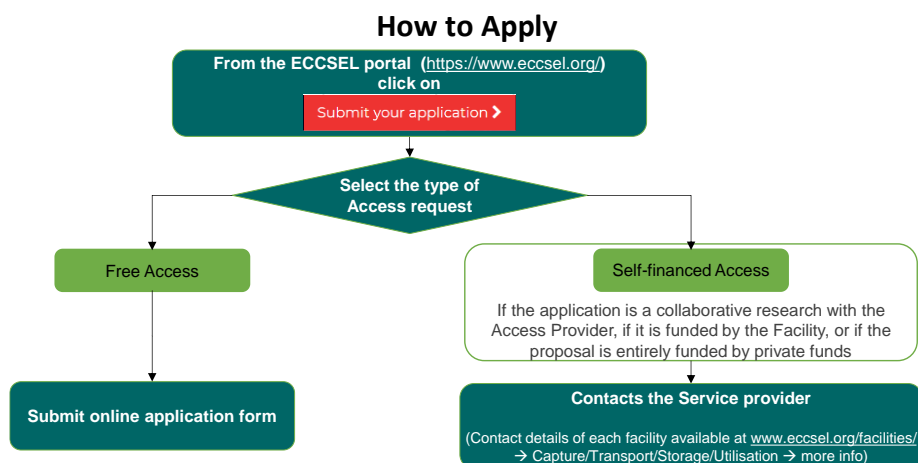 How to Apply
From the ECCSEL portal (https://www.eccsel.org/)
click on
Submit your application >
Select the type of
Access request
Free Access
Self-financed Access
If the application is a collaborative research with the
Access Provider, if it is funded by the Facility, or if the
proposal is entirely funded by private funds
Submit online application form
Contacts the Service provider
(Contact details of each facility available at www.eccsel.org/facilities/
→ Capture/Transport/Storage/Utilisation → more info)